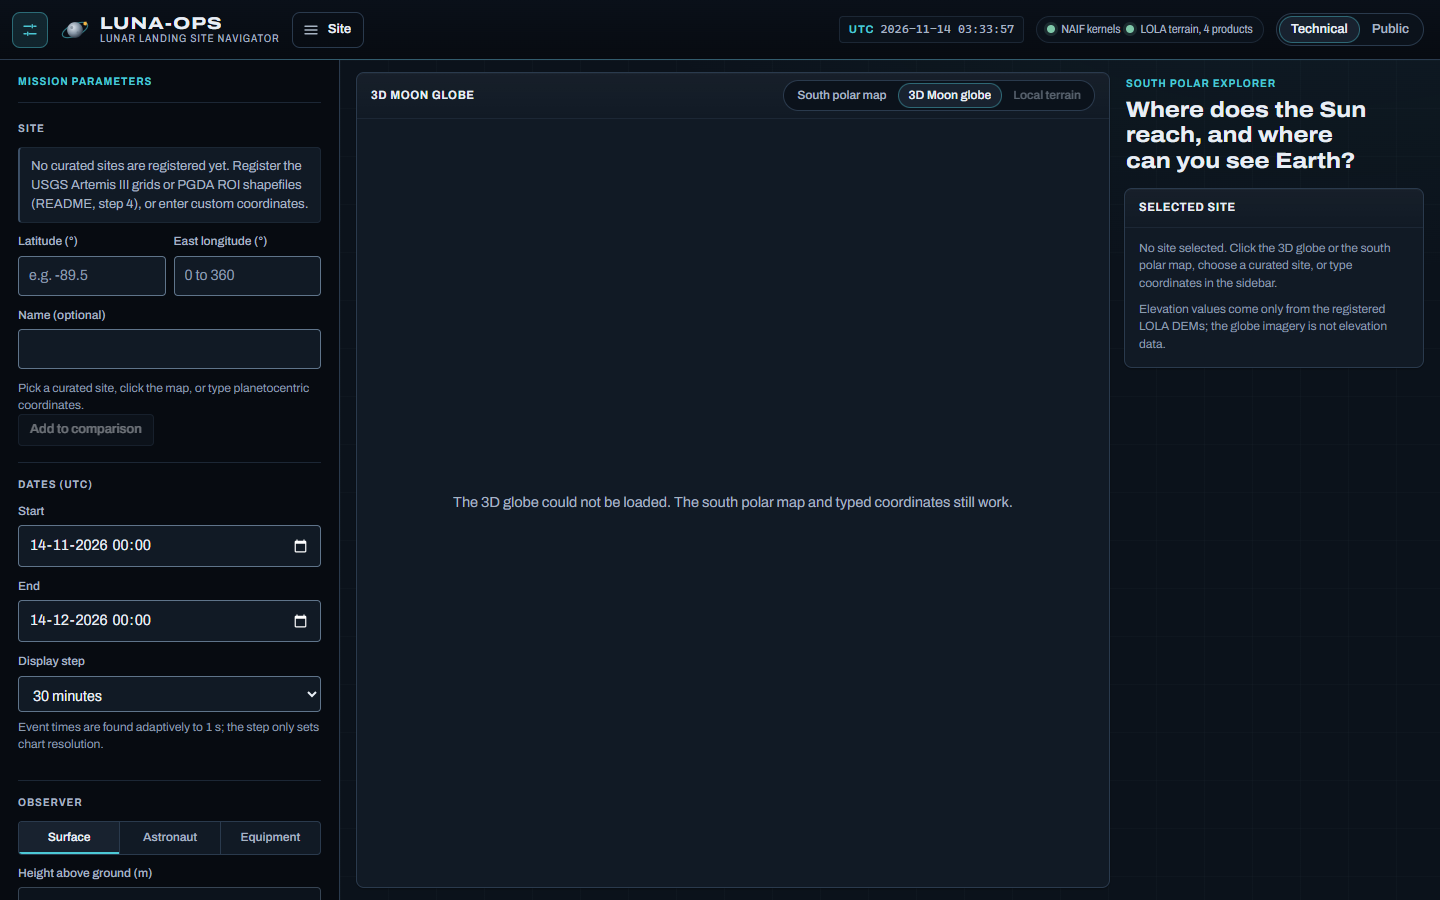 LUNA-OPS
LUNAR LANDING SITE NAVIGATOR
Site
UTC 2026-11-14 03:33:57
NAIF kernels
LOLA terrain, 4 products
Technical
Public
MISSION PARAMETERS
SITE
No curated sites are registered yet. Register the
USGS Artemis III grids or PGDA ROI shapefiles
(README, step 4), or enter custom coordinates.
Latitude (°)
East longitude (°)
e.g. -89.5
0 to 360
Name (optional)
Pick a curated site, click the map, or type planetocentric
coordinates.
Add to comparison
DATES (UTC)
Start
14-11-2026 00:00
End
14-12-2026 00:00
Display step
30 minutes
Event times are found adaptively to 1 s; the step only sets
chart resolution.
OBSERVER
Surface
Astronaut
Equipment
Height above ground (m)
3D MOON GLOBE
South polar map
3D Moon globe
Local terrain
The 3D globe could not be loaded. The south polar map and typed coordinates still work.
SOUTH POLAR EXPLORER
Where does the Sun
reach, and where
can you see Earth?
SELECTED SITE
No site selected. Click the 3D globe or the south
polar map, choose a curated site, or type
coordinates in the sidebar.
Elevation values come only from the registered
LOLA DEMs; the globe imagery is not elevation
data.